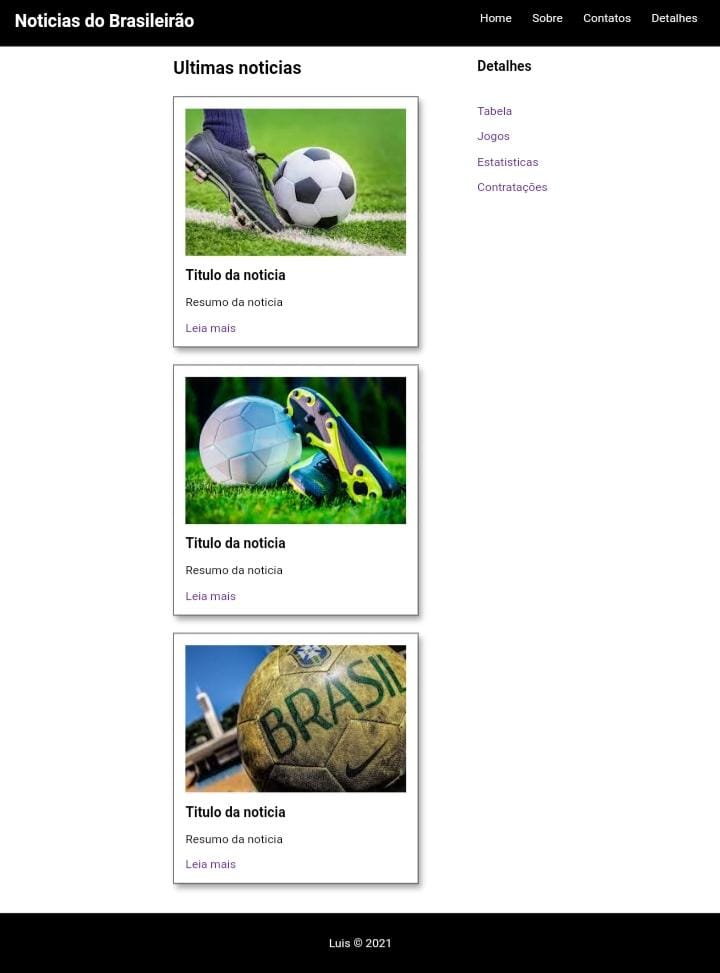 Noticias do Brasileirão
Home Sobre Contatos Detalhes
Ultimas noticias
Titulo da noticia
Resumo da noticia
Leia mais
Titulo da noticia
Resumo da noticia
Leia mais
BRASIL
Titulo da noticia
Resumo da noticia
Leia mais
Detalhes
Tabela
Jogos
Estatisticas
Contratações
Luis © 2021